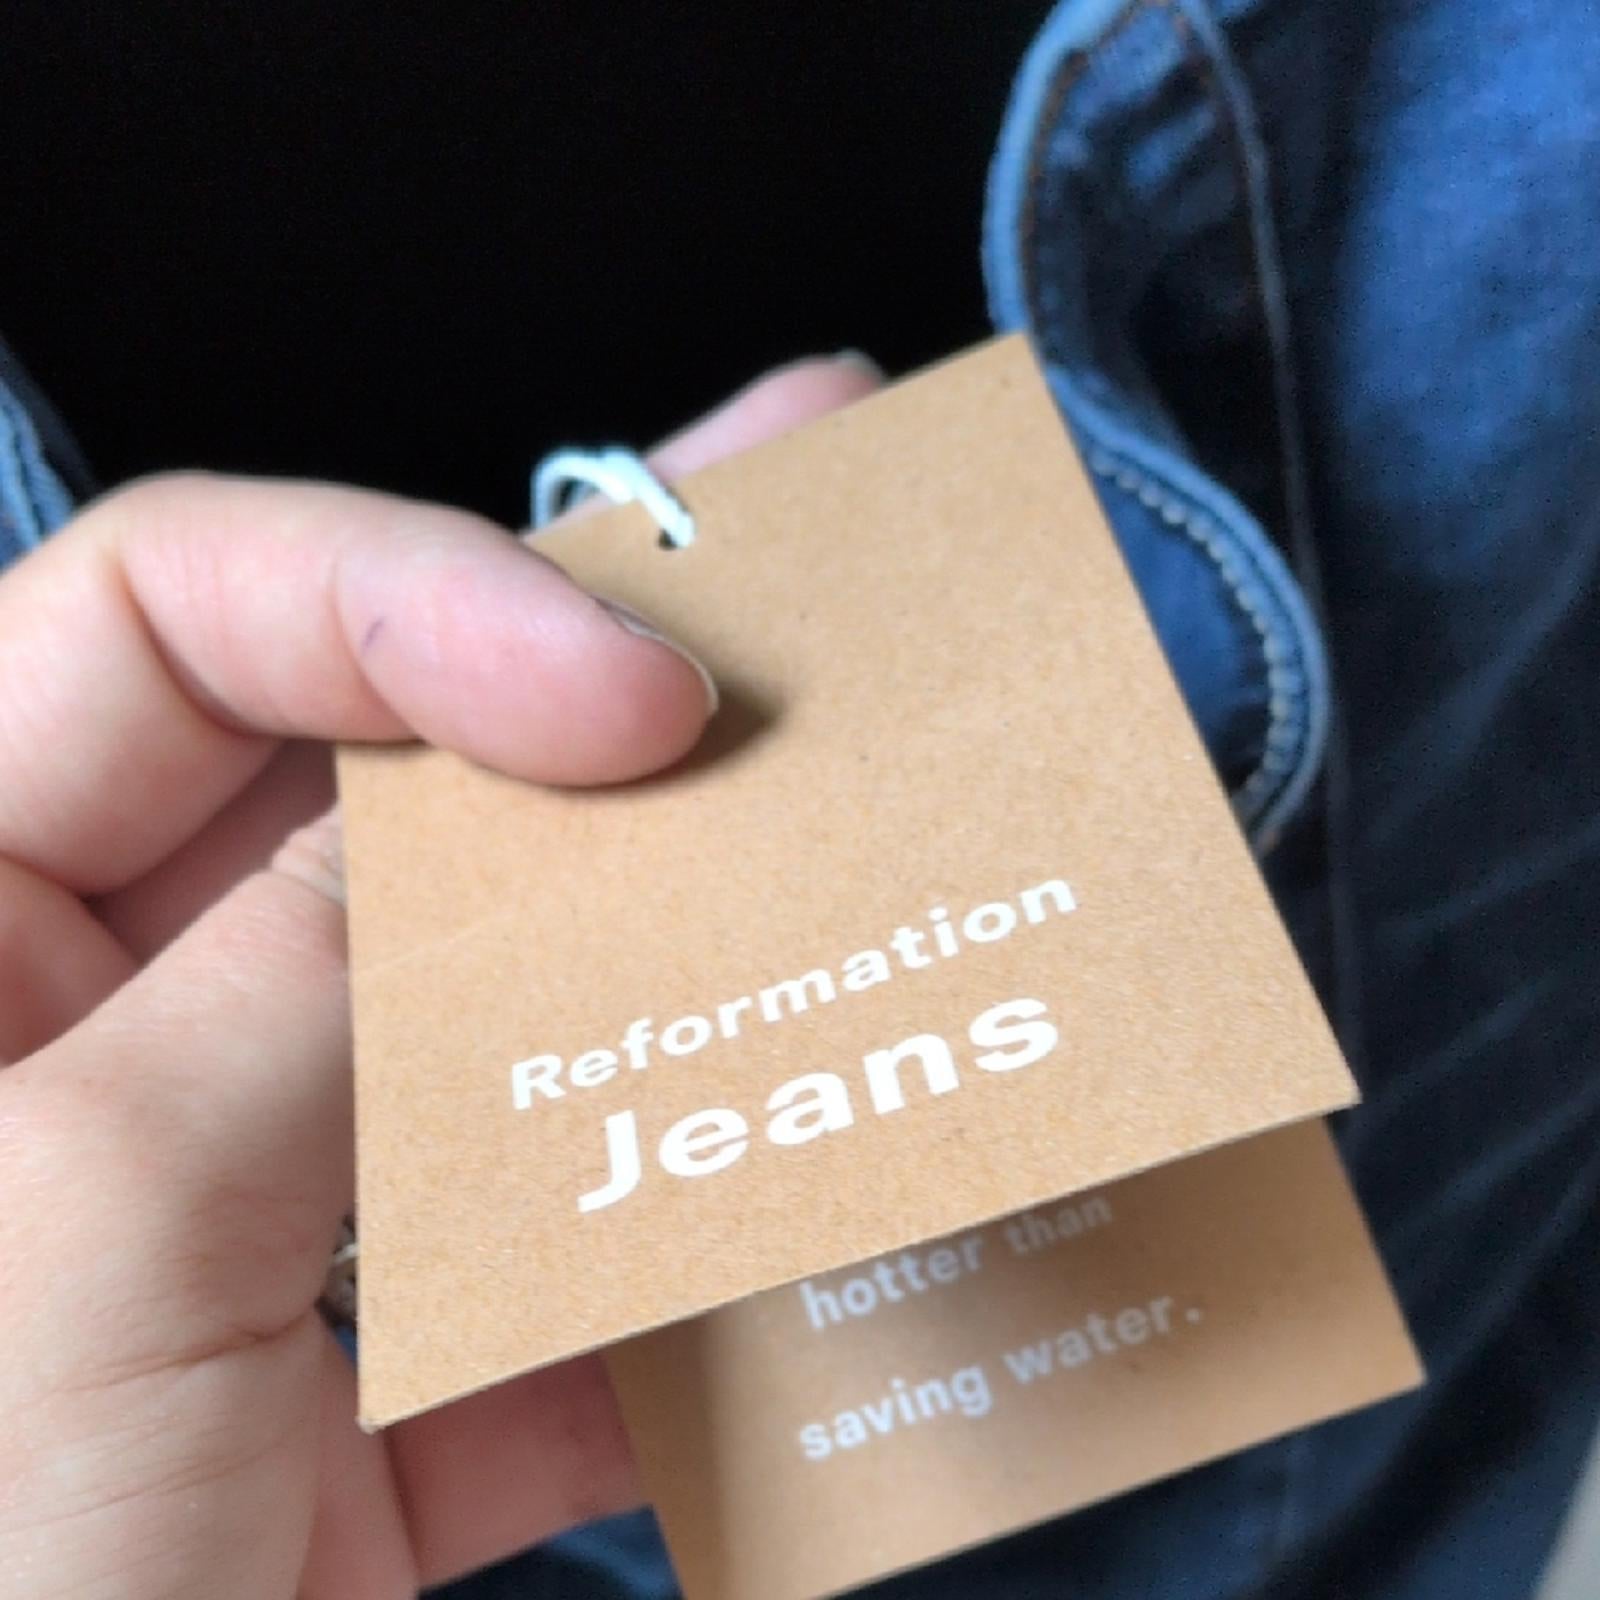 Reformation
Jeans
hotter than
saving water.